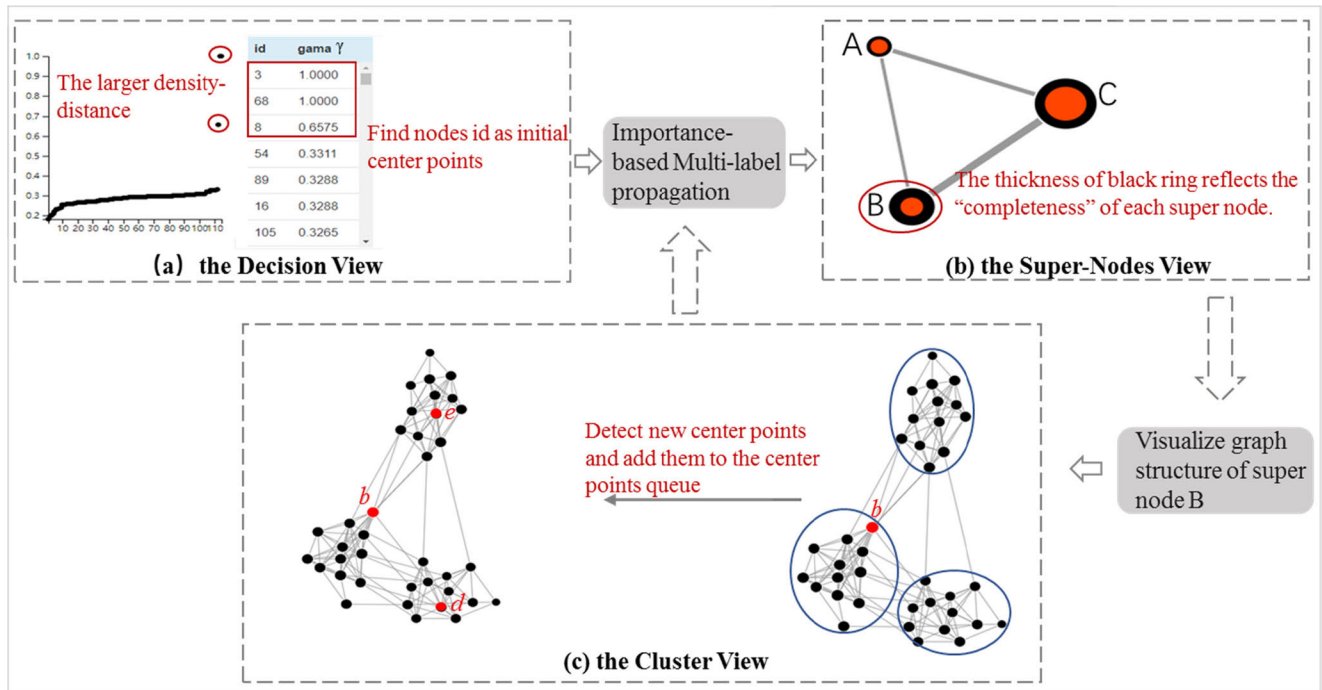 1.0
0.9
0.8
0.7
0.6
0.5
0.4
0.3
0.2
10 20 30 40 50 60 70 80 90 100 11 10
The larger density-
distance
id gama γ
3 1.0000
68 1.0000
8 0.6575
54 0.3311
89 0.3288
16 0.3288
105 0.3265
Find nodes id as initial
center points
(a) the Decision View
Importance-
based Multi-label
propagation
A
C
B
The thickness of black ring reflects the
“completeness” of each super node.
(b) the Super-Nodes View
Visualize graph
structure of super
node B
e
b
d
Detect new center points
and add them to the center
points queue
b
(c) the Cluster View